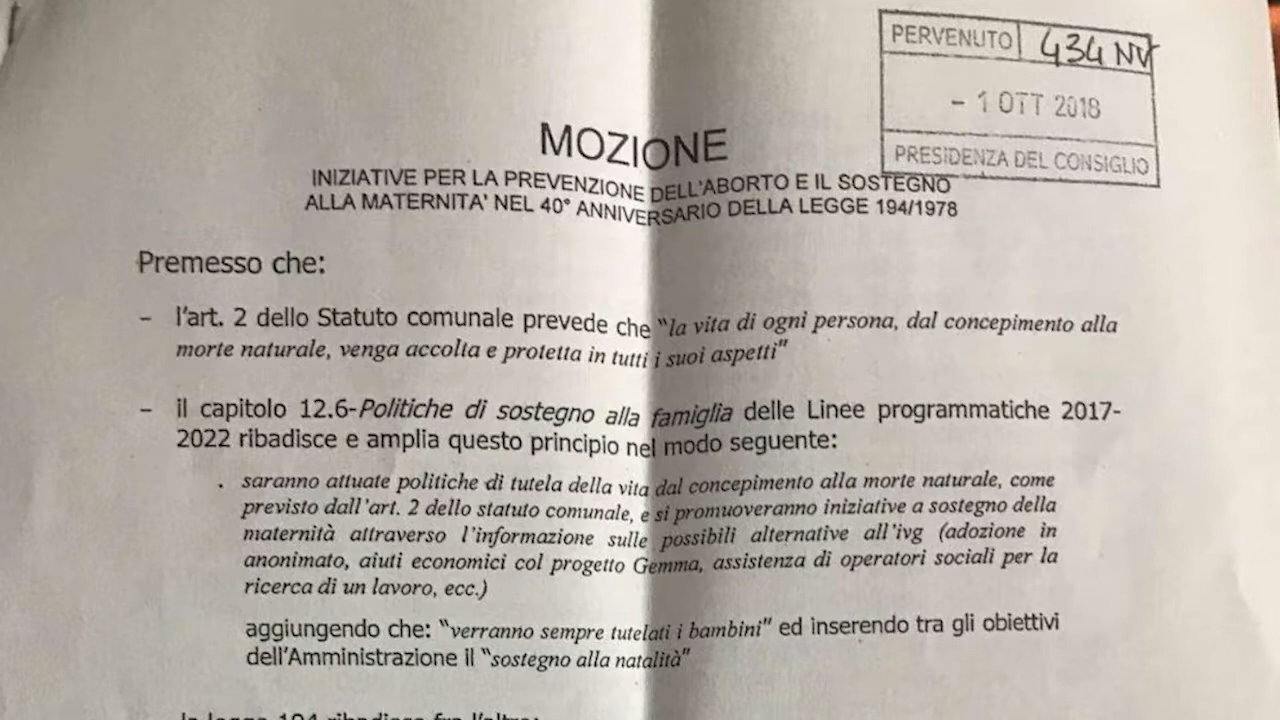 PERVENUTO 434 NV
- 1 OTT 2018
PRESIDENZA DEL CONSIGLIO
MOZIONE
INIZIATIVE PER LA PREVENZIONE DELL'ABORTO E IL SOSTEGNO
ALLA MATERNITA' NEL 40° ANNIVERSARIO DELLA LEGGE 194/1978
Premesso che:
- l'art. 2 dello Statuto comunale prevede che "la vita di ogni persona, dal concepimento alla
morte naturale, venga accolta e protetta in tutti i suoi aspetti"
- il capitolo 12.6-Politiche di sostegno alla famiglia delle Linee programmatiche 2017-
2022 ribadisce e amplia questo principio nel modo seguente:
. saranno attuate politiche di tutela della vita dal concepimento alla morte naturale, come
previsto dall'art. 2 dello statuto comunale, e si promuoveranno iniziative a sostegno della
maternità attraverso l'informazione sulle possibili alternative all'ivg (adozione in
anonimato, aiuti economici col progetto Gemma, assistenza di operatori sociali per la
ricerca di un lavoro, ecc.)
aggiungendo che: "verranno sempre tutelati i bambini" ed inserendo tra gli obiettivi
dell'Amministrazione il "sostegno alla natalità"
la legge 194 ribadisce fra l'altro: